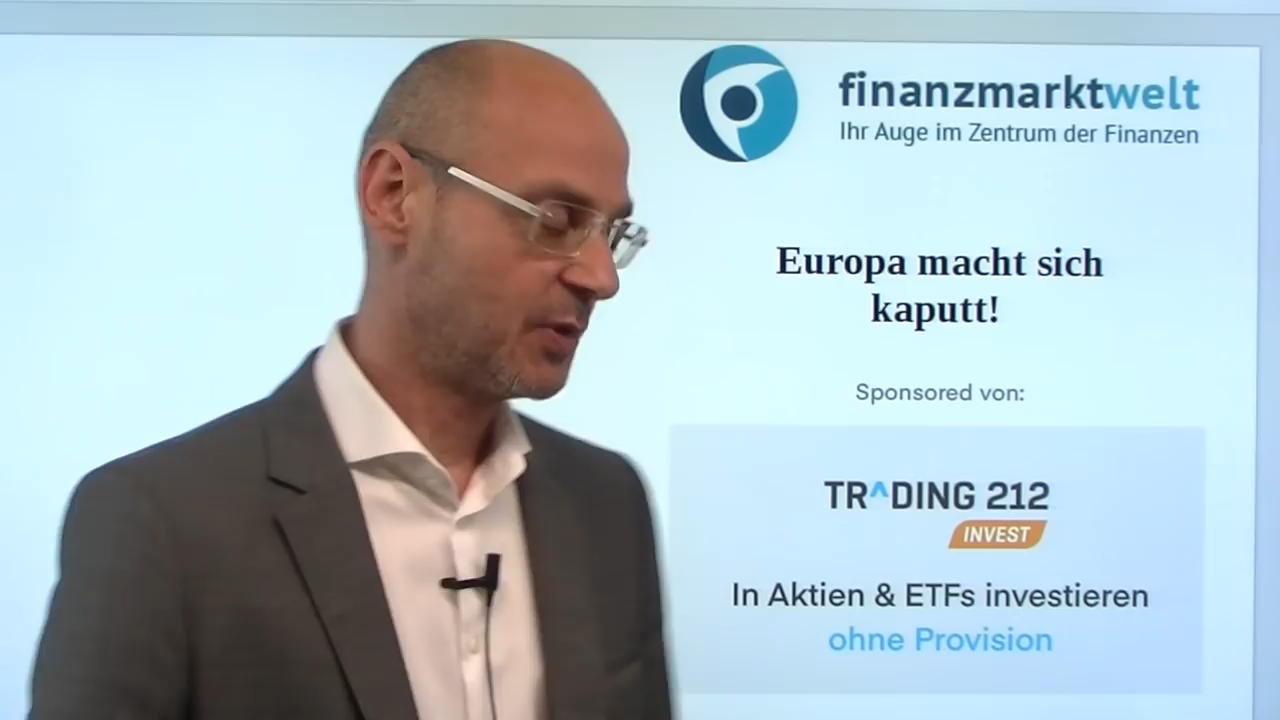 finanzmarktwelt
Ihr Auge im Zentrum der Finanzen
Europa macht sich
kaputt!
Sponsored von:
TR^DING 212
INVEST
In Aktien & ETFs investieren
ohne Provision